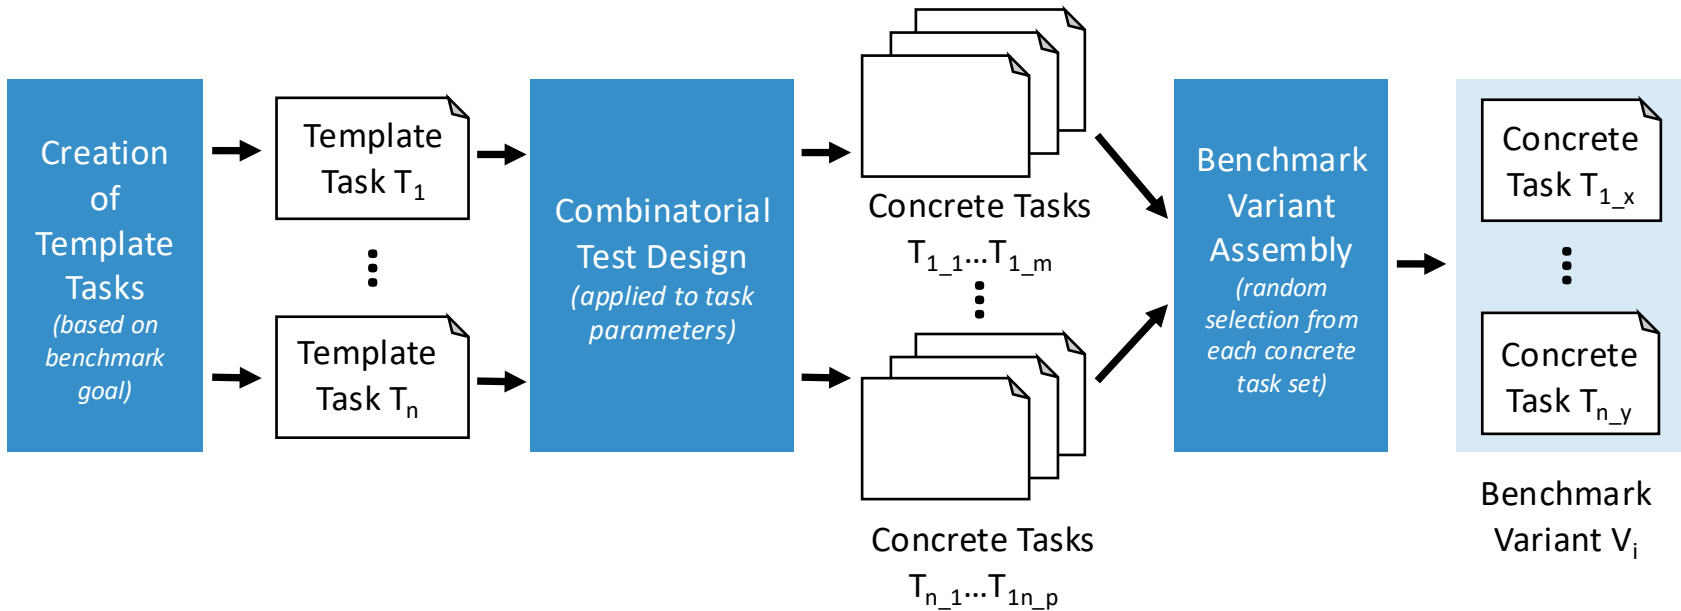 Creation
of
Template
Tasks
(based on
benchmark
goal)
Template
Task T₁
Template
Task Tₙ
Combinatorial
Test Design
(applied to task
parameters)
Concrete Tasks
T₁_₁...T₁_ₘ
Concrete Tasks
Tₙ_₁...T₁ₙ_ₚ
Benchmark
Variant
Assembly
(random
selection from
each concrete
task set)
Concrete
Task T₁_ₓ
Concrete
Task Tn_y
Benchmark
Variant Vᵢ